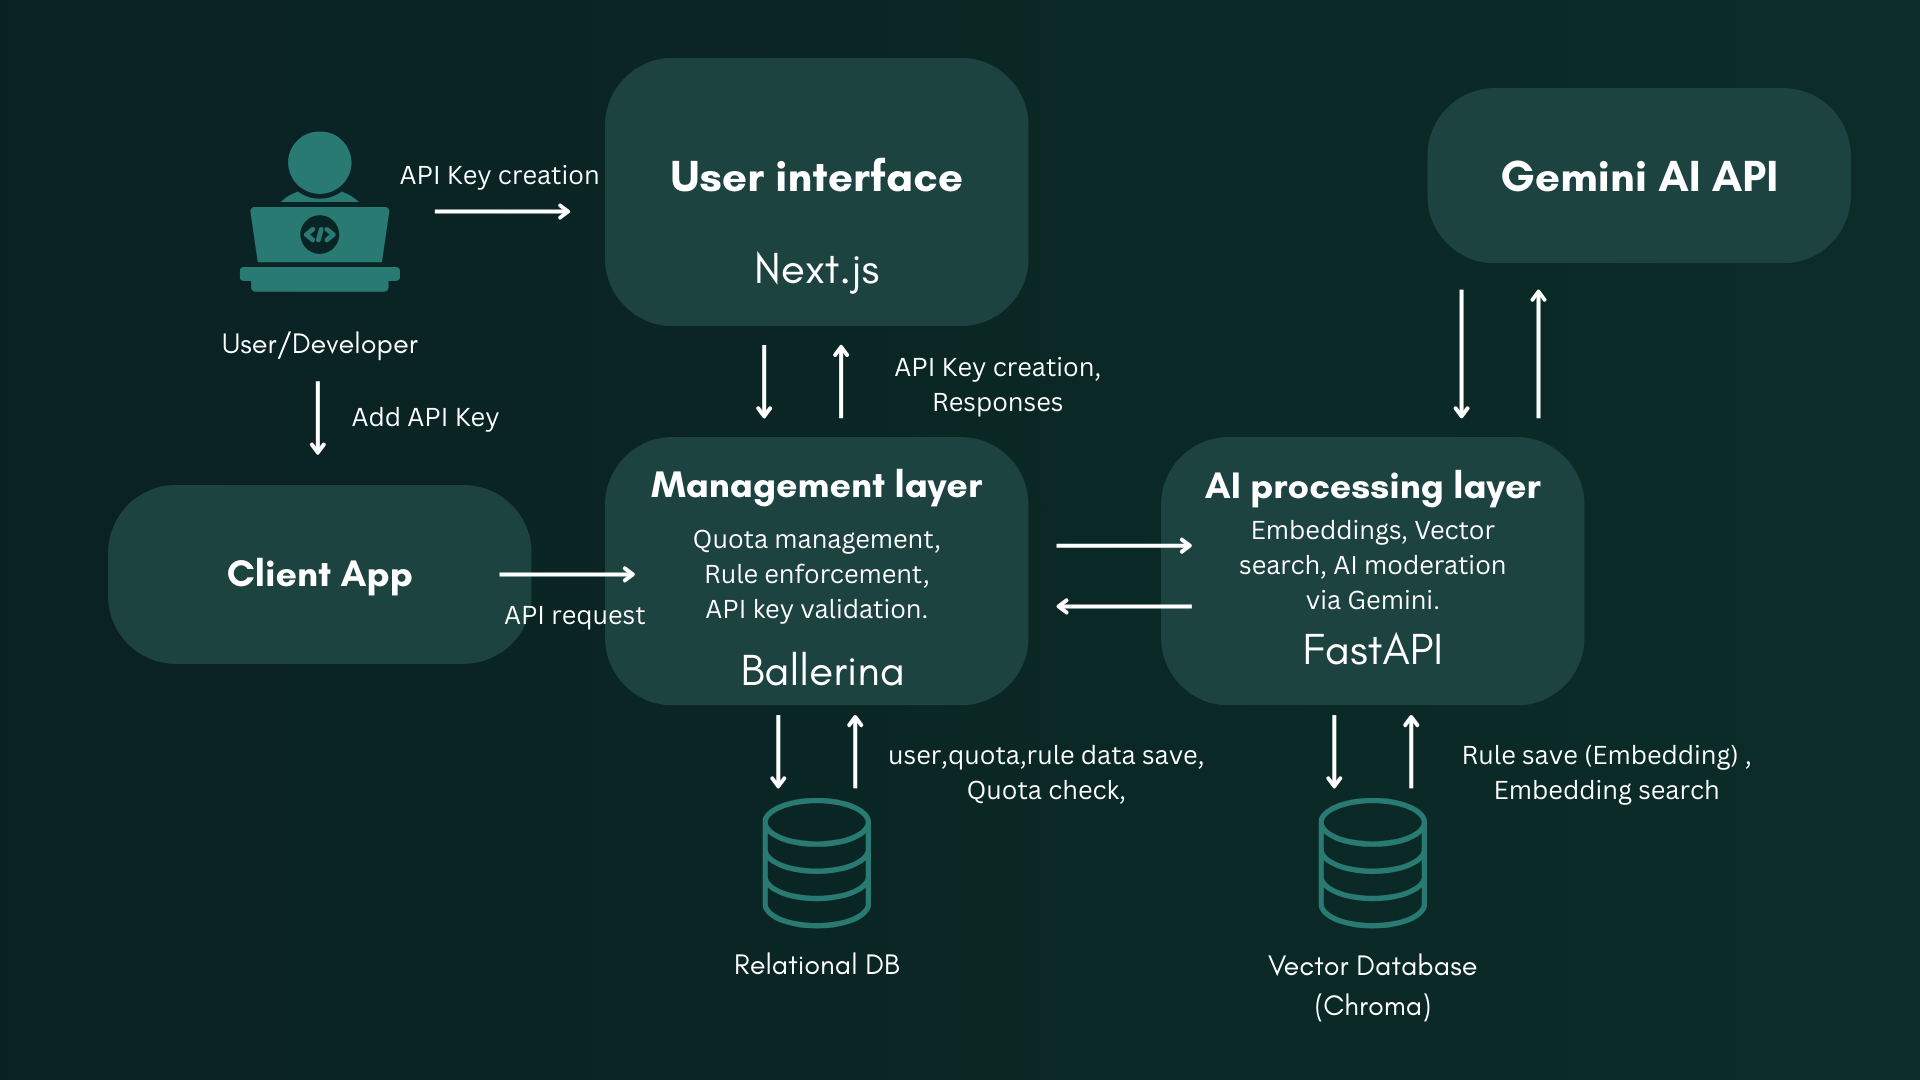 API Key creation
User interface
Next.js
Gemini AI API
</>
User/Developer
Add API Key
API Key creation,
Responses
Client App
API request
Management layer
Quota management,
Rule enforcement,
API key validation.
Ballerina
AI processing layer
Embeddings, Vector
search, AI moderation
via Gemini.
FastAPI
user,quota,rule data save,
Quota check,
Rule save (Embedding) ,
Embedding search
Relational DB
Vector Database
(Chroma)